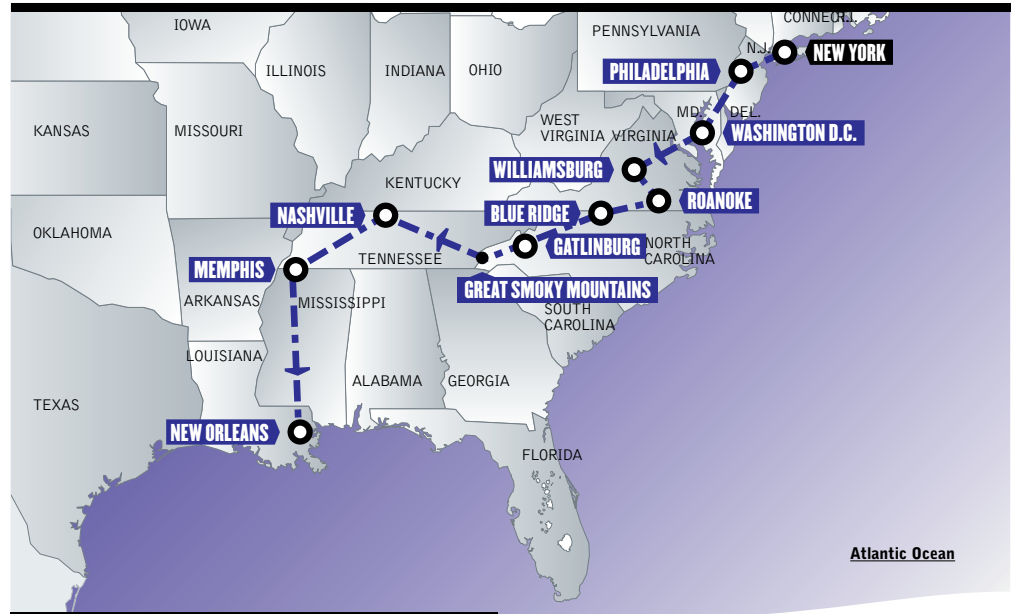 IOWA
CONNECT.
R.I.
PENNSYLVANIA
N.J.
NEW YORK
ILLINOIS
INDIANA
OHIO
PHILADELPHIA
MD.
DEL.
KANSAS
MISSOURI
WEST
VIRGINIA
VIRGINIA
WASHINGTON D.C.
WILLIAMSBURG
KENTUCKY
ROANOKE
NASHVILLE
BLUE RIDGE
OKLAHOMA
TENNESSEE
GATLINBURG
NORTH
CAROLINA
MEMPHIS
GREAT SMOKY MOUNTAINS
ARKANSAS
MISSISSIPPI
SOUTH
CAROLINA
LOUISIANA
ALABAMA
GEORGIA
TEXAS
NEW ORLEANS
FLORIDA
Atlantic Ocean